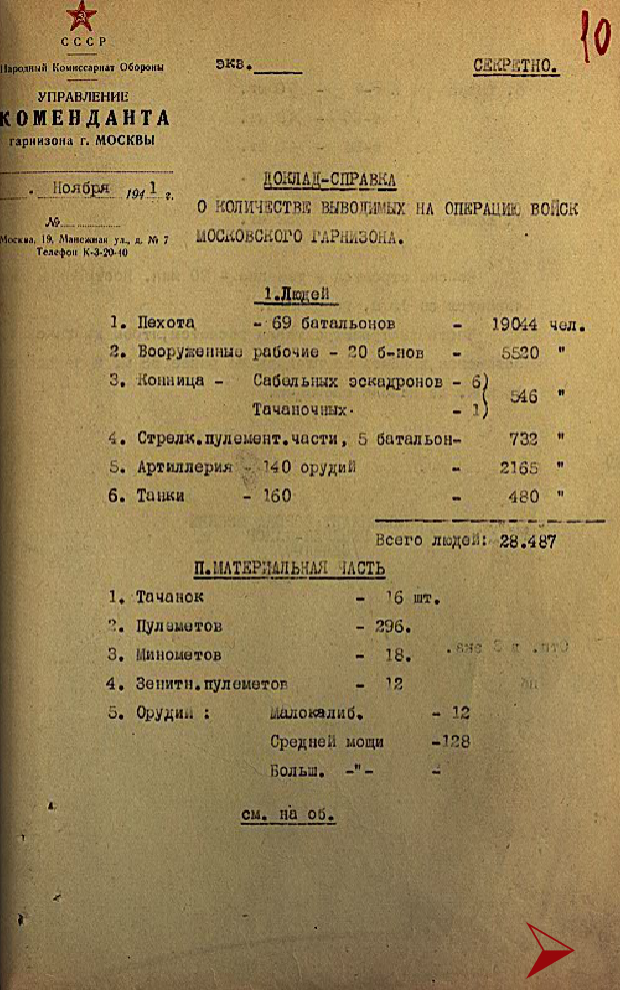 10
СССР
Народный Комиссариат Обороны
УПРАВЛЕНИЕ
КОМЕНДАНТА
гарнизона г. МОСКВЫ
. Ноября 1941 г.
№
Москва, 19, Манежная ул., д. № 7
Телефон К-3-20-40
экв.
СЕКРЕТНО.
ДОКЛАД-СПРАВКА
О КОЛИЧЕСТВЕ ВЫВОДИМЫХ НА ОПЕРАЦИЮ ВОЙСК
МОСКОВСКОГО ГАРНИЗОНА.
1.Людей
1. Пехота - 69 батальонов - 19044 чел.
2. Вооруженные рабочие - 20 б-нов - 5520 "
3. Конница - Сабельных эскадронов - 6)
546 "
Тачаночных - 1)
4. Стрелк.пулемент.части, 5 батальон- 732 "
5. Артиллерия - 140 орудий - 2165 "
6. Танки - 160 - 480 "
Всего людей: 28.487
П.МАТЕРИАЛЬНАЯ ЧАСТЬ
1. Тачанок - 16 шт.
2. Пулеметов - 296.
3. Минометов - 18.
4. Зенитн.пулеметов - 12
5. Орудий : Малокалиб. - 12
Средней мощи -128
Больш. -"- -
см. на об.